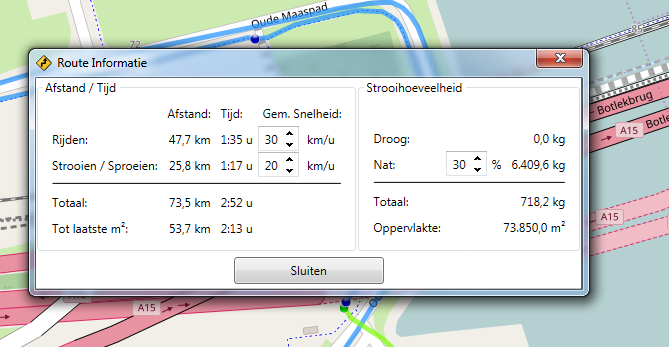 Oude Maaspad
72
85
Route Informatie
Afstand / Tijd
Afstand: Tijd: Gem. Snelheid:
Rijden: 47,7 km 1:35 u 30 km/u
Strooien / Sproeien: 25,8 km 1:17 u 20 km/u
Totaal: 73,5 km 2:52 u
Tot laatste m²: 53,7 km 2:13 u
Strooihoeveelheid
Droog: 0,0 kg
Nat: 30 % 6.409,6 kg
Totaal: 718,2 kg
Oppervlakte: 73.850,0 m²
Sluiten
Botlekbrug
A15
A15
A15
A15